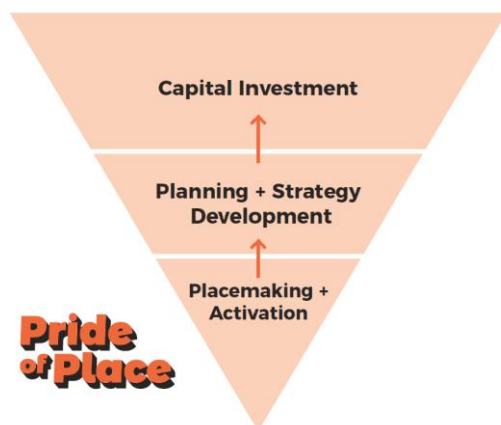 Capital Investment
Planning + Strategy
Development
Placemaking +
Activation
Pride
of Place